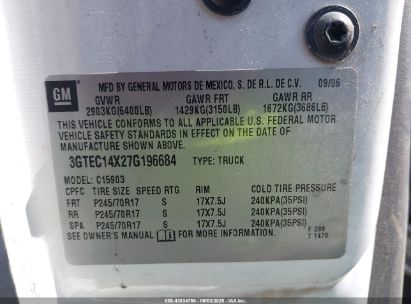 GM
MFD BY GENERAL MOTORS DE MEXICO, S. DE R.L. DE C.V. 09/06
GVWR GAWR FRT GAWR RR
2903KG(6400LB) 1429KG(3150LB) 1672KG(3686LB)
THIS VEHICLE CONFORMS TO ALL APPLICABLE U.S. FEDERAL MOTOR
VEHICLE SAFETY STANDARDS IN EFFECT ON THE DATE OF
MANUFACTURE SHOWN ABOVE.
3GTEC14X27G196684 TYPE: TRUCK
MODEL: C15903
CPFC TIRE SIZE SPEED RTG RIM COLD TIRE PRESSURE
FRT P245/70R17 S 17X7.5J 240KPA(35PSI)
RR P245/70R17 S 17X7.5J 240KPA(35PSI)
SPA P245/70R17 S 17X7.5J 240KPA(35PSI)
SEE OWNER'S MANUAL FOR MORE INFORMATION.
F 298
T 1479